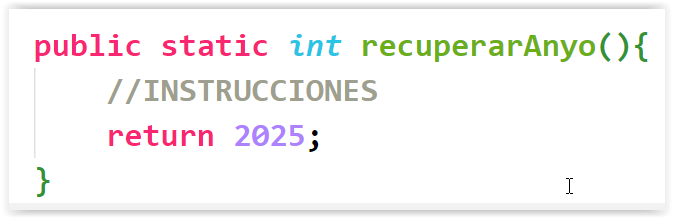 public static int recuperarAnyo(){
//INSTRUCCIONES
return 2025;
}